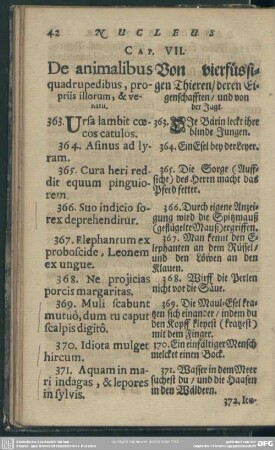 42 NUCLEUS
CAP. VII.
De animalibus
quadrupedibus, pro-
priis illorum, & ve-
natu.
363. Ursa lambit cœ-
cos catulos.
364. Asinus ad ly-
ram.
365. Cura heri red-
dit equum pinguio-
rem.
366. Suo indicio so-
rex deprehenditur.
367. Elephantum ex
proboscide, Leonem
ex ungue.
368. Ne projicias
porcis margaritas.
369. Muli scabunt
mutuò, dum tu caput
scalpis digitô.
370. Idiota mulget
hircum.
371. Aquam in ma-
ri indagas, & lepores
in sylvis.
Von vierfüssi-
gen Thieren/ deren Ei-
genschafften/ und von
der Jagt.
363. Die Bärin leckt ihre
blinde Jungen.
364. Ein Esel bey der Leyer.
365. Die Sorge (Auff-
sicht) des Herrn macht das
Pferd fetter.
366. Durch eigene Anzei-
gung wird die Spitzmauß
(geflügelte Mauß) ergriffen.
367. Man kennt den E-
lephanten an dem Rüssel/
und den Löwen an den
Klauen.
368. Wirff die Perlen
nicht vor die Säue.
369. Die Maul-Esel kra-
tzen sich einander/ indem du
den Kopff kleyest (kratzest)
mit dem Finger.
370. Ein einfältiger Mensch
melcket einen Bock.
371. Wasser in dem Meer
suchest du/ und die Haasen
in den Wäldern.
372. Ite-